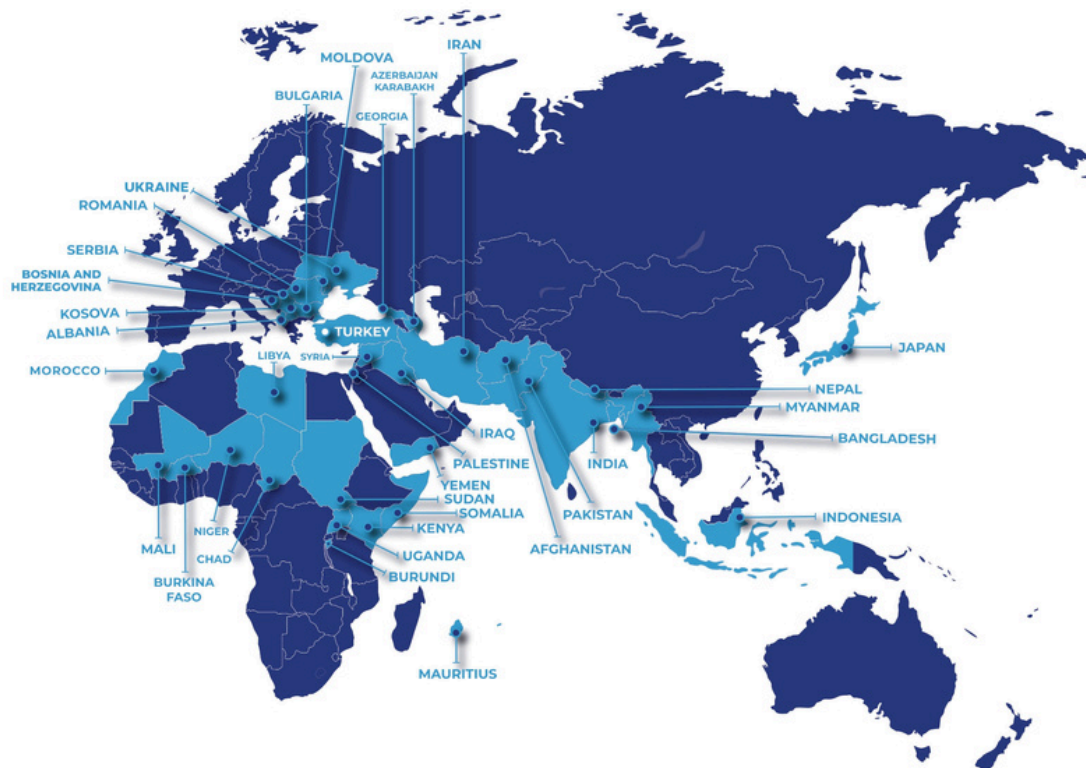 IRAN
MOLDOVA
AZERBAIJAN
KARABAKH
BULGARIA
GEORGIA
UKRAINE
ROMANIA
SERBIA
BOSNIA AND
HERZEGOVINA
KOSOVA
ALBANIA
TURKEY
LIBYA
SYRIA
JAPAN
MOROCCO
NEPAL
MYANMAR
IRAQ
BANGLADESH
PALESTINE
INDIA
YEMEN
SUDAN
SOMALIA
PAKISTAN
INDONESIA
NIGER
KENYA
MALI
CHAD
UGANDA
AFGHANISTAN
BURUNDI
BURKINA
FASO
MAURITIUS